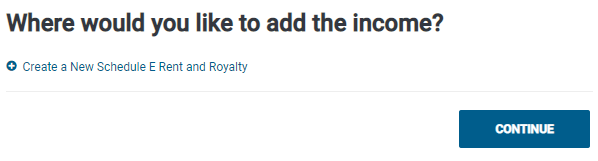 Where would you like to add the income?
Create a New Schedule E Rent and Royalty
CONTINUE